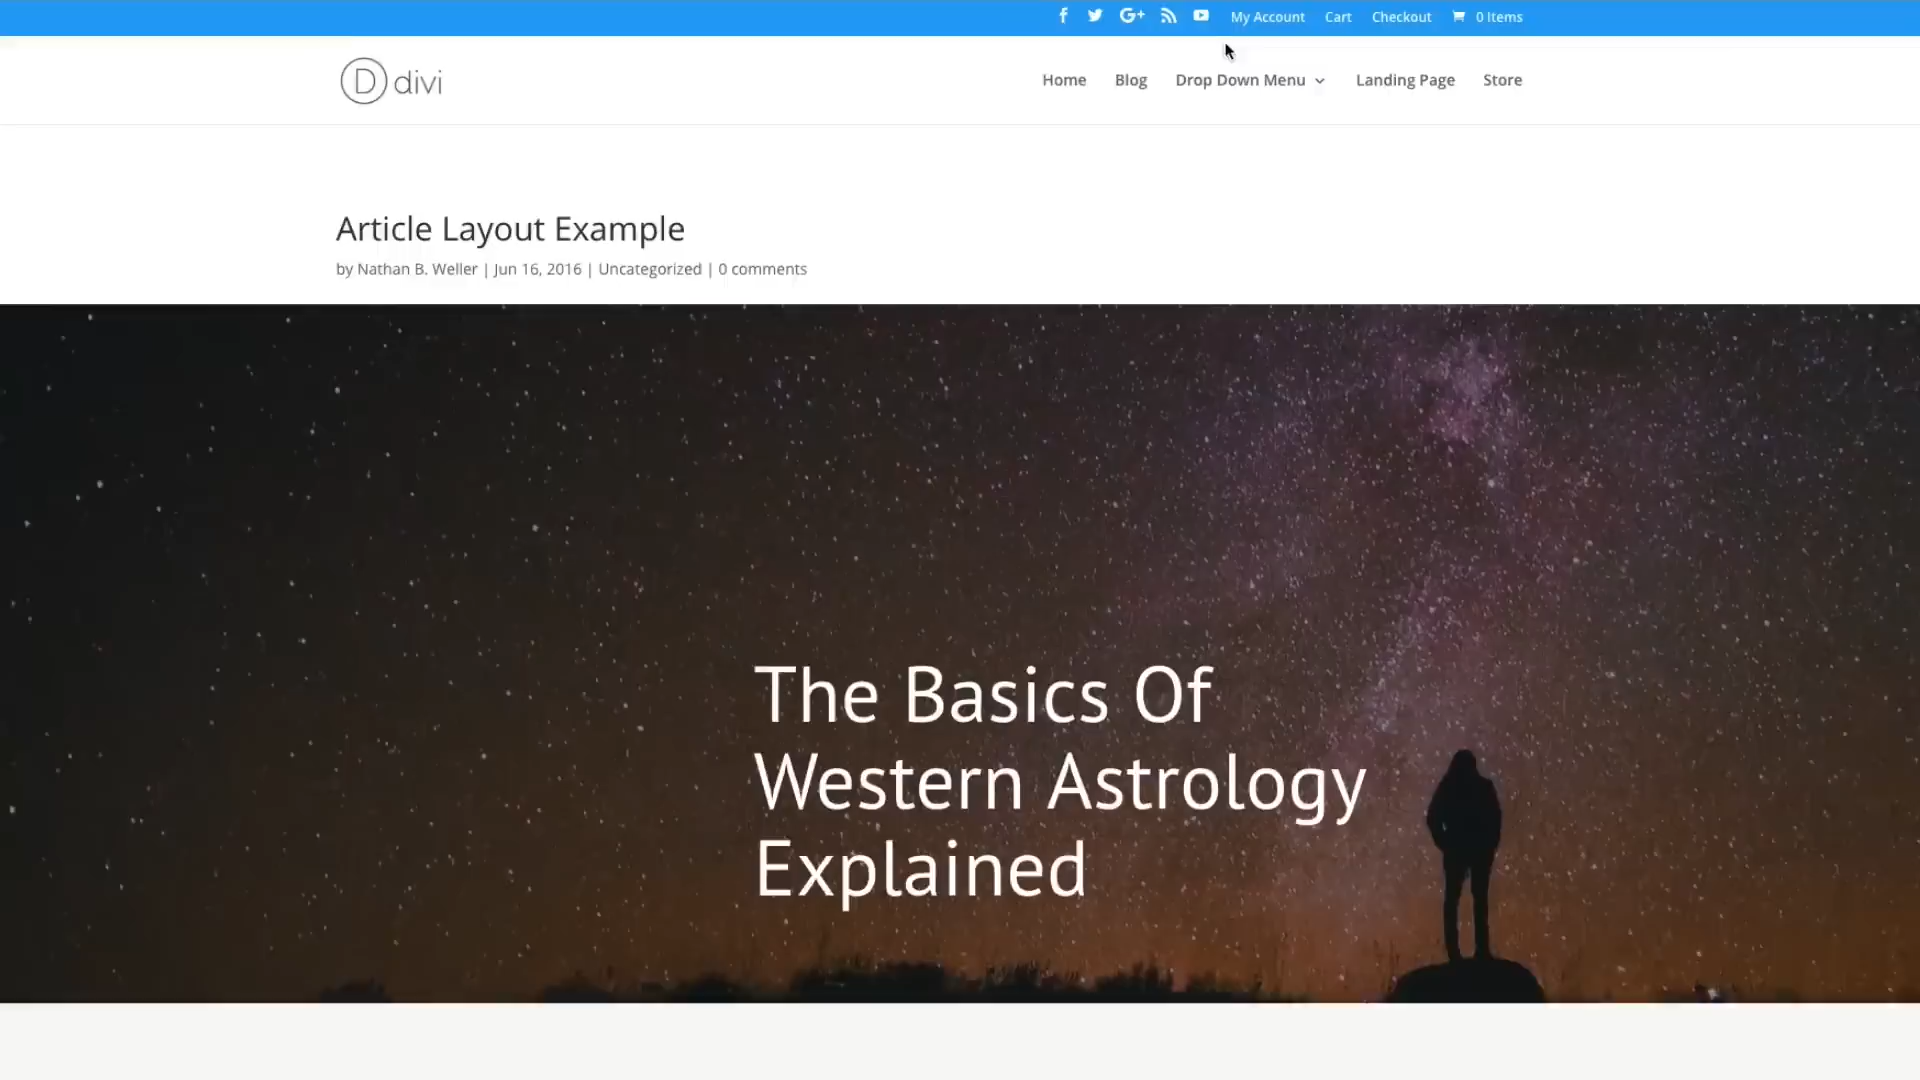 My Account Cart Checkout 0 Items
D divi
Home Blog Drop Down Menu Landing Page Store
Article Layout Example
by Nathan B. Weller | Jun 16, 2016 | Uncategorized | 0 comments
The Basics Of
Western Astrology
Explained